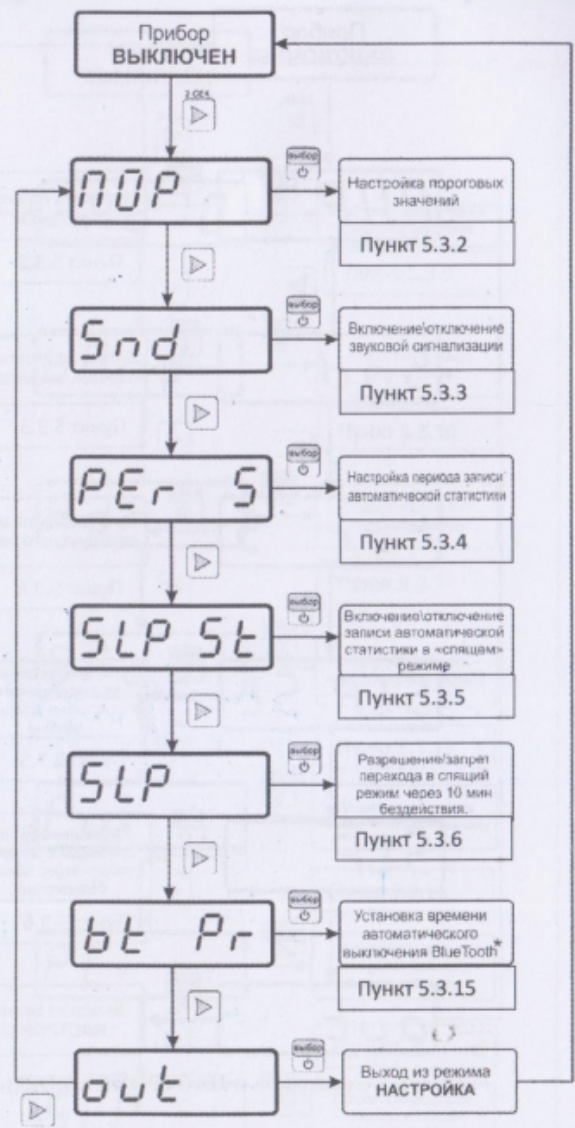 Прибор
ВЫКЛЮЧЕН
2 сек
выбор
ПОР
Настройка пороговых
значений
Пункт 5.3.2
выбор
Snd
Включение\отключение
звуковой сигнализации
Пункт 5.3.3
выбор
PEr S
Настройка периода записи
автоматической статистики
Пункт 5.3.4
выбор
SLP St
Включение\отключение
записи автоматической
статистики в «спящем»
режиме
Пункт 5.3.5
выбор
SLP
Разрешение/запрет
перехода в спящий
режим через 10 мин
бездействия.
Пункт 5.3.6
выбор
bt Pr
Установка времени
автоматического
выключения BlueTooth*
Пункт 5.3.15
выбор
out
Выход из режима
НАСТРОЙКА